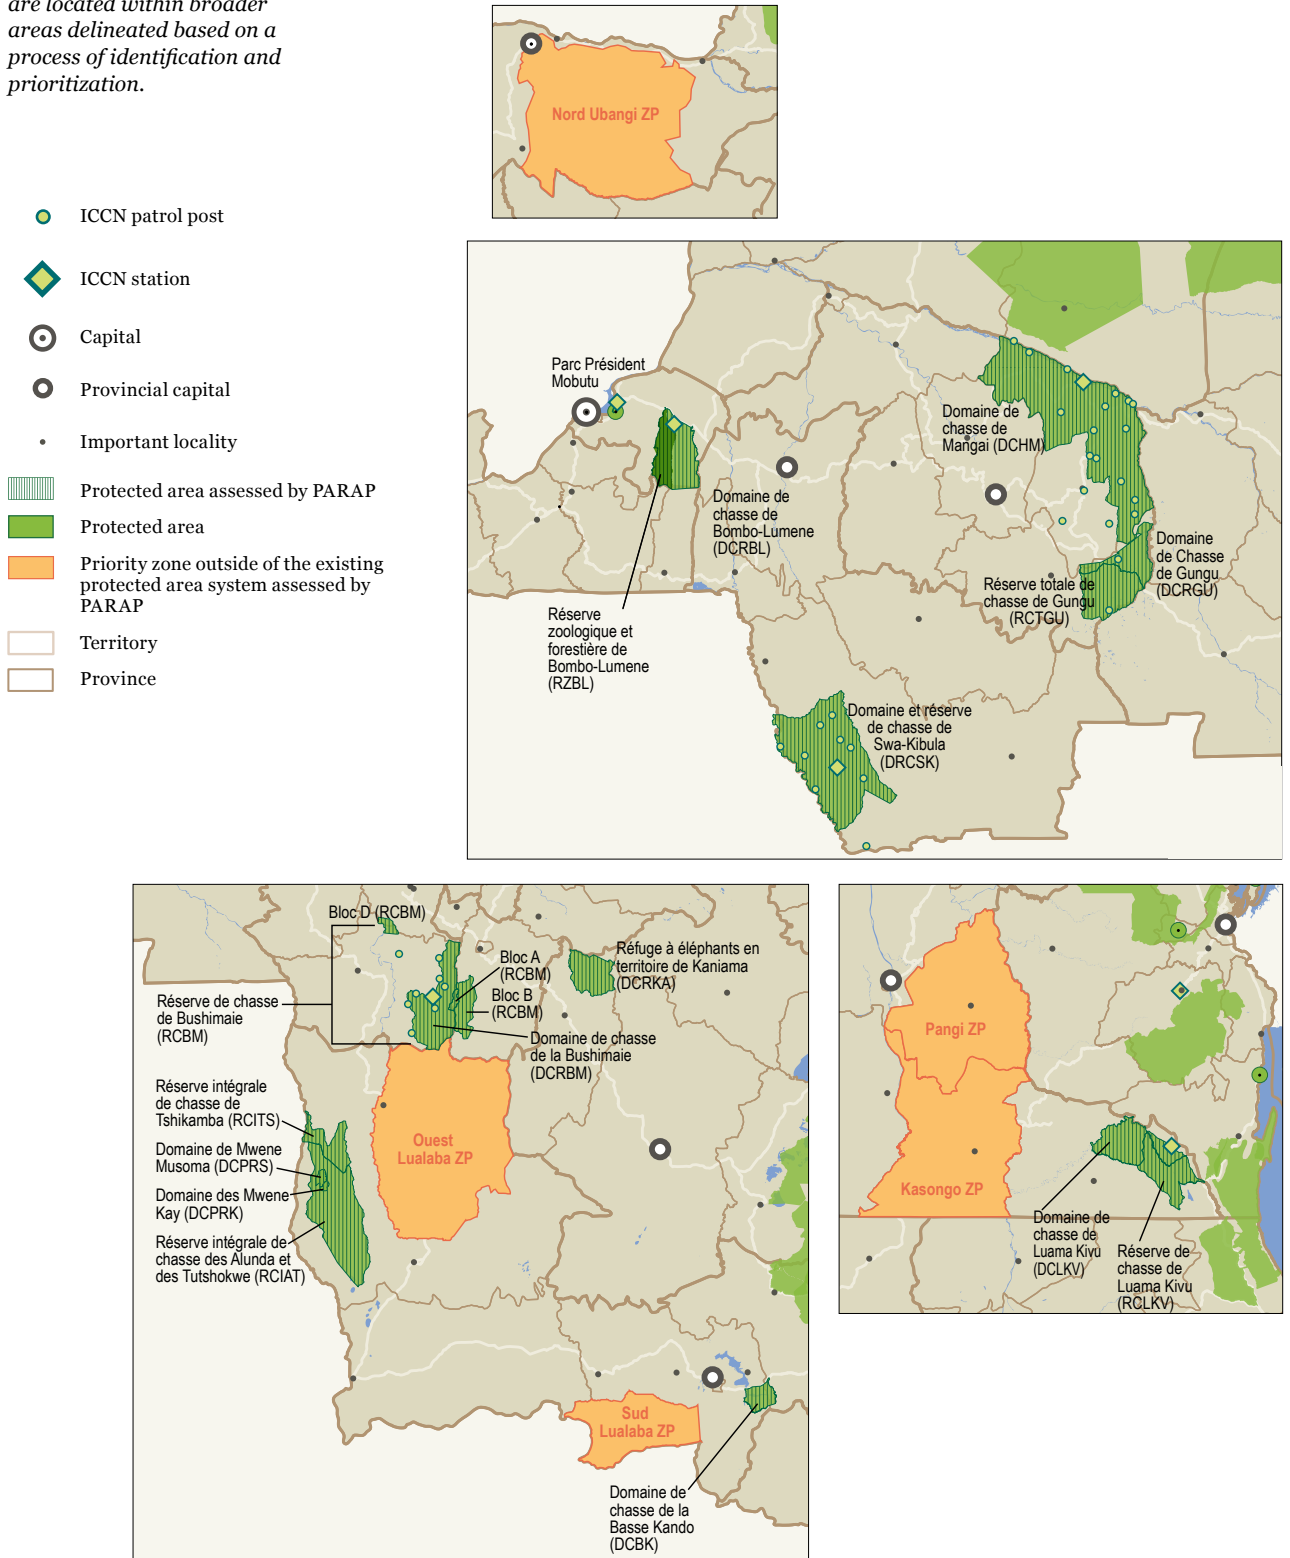 are located within broader
areas delineated based on a
process of identification and
prioritization.
ICCN patrol post
ICCN station
Capital
Provincial capital
Important locality
Protected area assessed by PARAP
Protected area
Priority zone outside of the existing
protected area system assessed by
PARAP
Territory
Province
Nord Ubangi ZP
Parc Président
Mobutu
Domaine de
chasse de
Mangai (DCHM)
Domaine de
chasse de
Bombo-Lumene
(DCRBL)
Domaine
de Chasse
de Gungu
(DCRGU)
Réserve totale de
chasse de Gungu
(RCTGU)
Réserve
zoologique et
forestière de
Bombo-Lumene
(RZBL)
Domaine et réserve
de chasse de
Swa-Kibula
(DRCSK)
Bloc D (RCBM)
Bloc A
(RCBM)
Bloc B
(RCBM)
Réfuge à éléphants en
territoire de Kaniama
(DCRKA)
Réserve de chasse
de Bushimaie
(RCBM)
Domaine de chasse
de la Bushimaie
(DCRBM)
Réserve intégrale
de chasse de
Tshikamba (RCITS)
Domaine de Mwene
Musoma (DCPRS)
Domaine des Mwene
Kay (DCPRK)
Réserve intégrale de
chasse des Alunda et
des Tutshokwe (RCIAT)
Ouest
Lualaba ZP
Sud
Lualaba ZP
Domaine de
chasse de la
Basse Kando
(DCBK)
Pangi ZP
Kasongo ZP
Domaine de
chasse de
Luama Kivu
(DCLKV)
Réserve de
chasse de
Luama Kivu
(RCLKV)